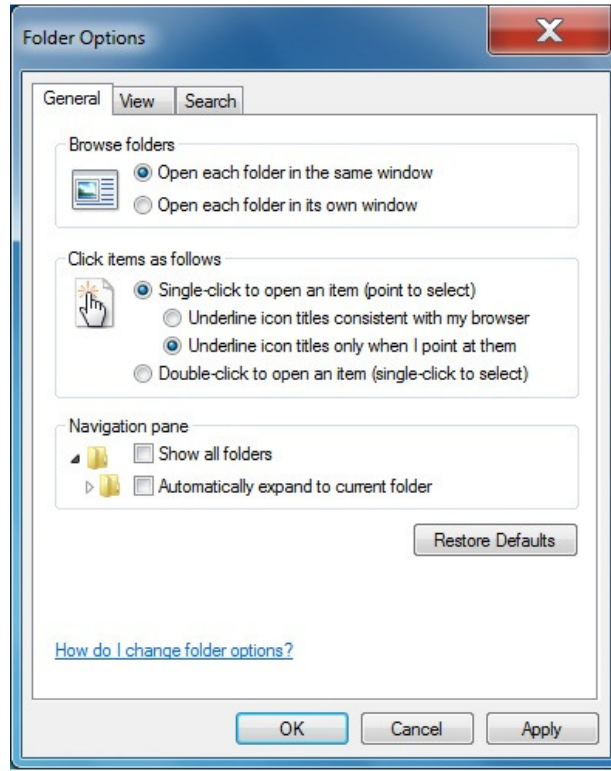 Folder Options
General View Search
Browse folders
Open each folder in the same window
Open each folder in its own window
Click items as follows
Single-click to open an item (point to select)
Underline icon titles consistent with my browser
Underline icon titles only when I point at them
Double-click to open an item (single-click to select)
Navigation pane
Show all folders
Automatically expand to current folder
Restore Defaults
How do I change folder options?
OK Cancel Apply